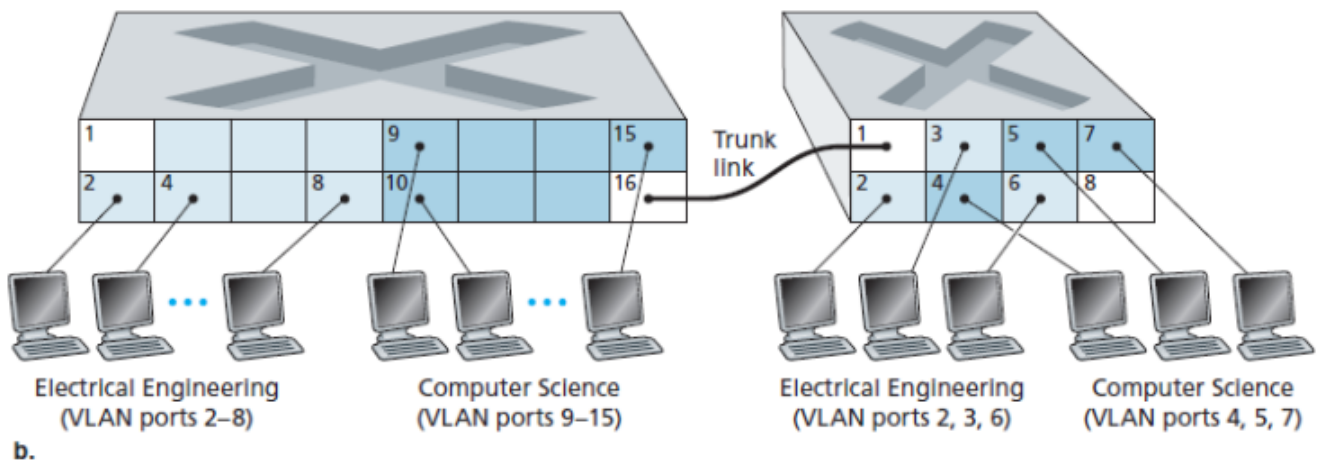 1
9
15
2
4
8
10
16
Trunk
link
1
3
5
7
2
4
6
8
Electrical Engineering
(VLAN ports 2–8)
Computer Science
(VLAN ports 9–15)
Electrical Engineering
(VLAN ports 2, 3, 6)
Computer Science
(VLAN ports 4, 5, 7)
b.